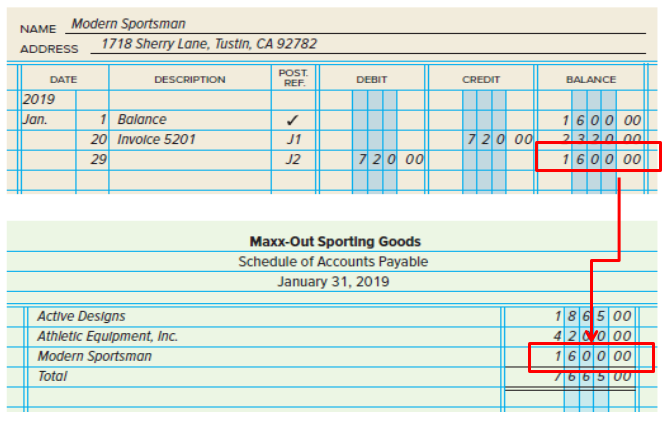 NAME Modern Sportsman
ADDRESS 1718 Sherry Lane, Tustin, CA 92782
DATE DESCRIPTION POST. REF. DEBIT CREDIT BALANCE
2019
Jan. 1 Balance ✓ 1 6 0 0 00
20 Invoice 5201 J1 7 2 0 00 2 3 2 0 00
29 J2 7 2 0 00 1 6 0 0 00
Maxx-Out Sporting Goods
Schedule of Accounts Payable
January 31, 2019
Active Designs 1 8 6 5 00
Athletic Equipment, Inc. 4 2 0 0 00
Modern Sportsman 1 6 0 0 00
Total 7 6 6 5 00